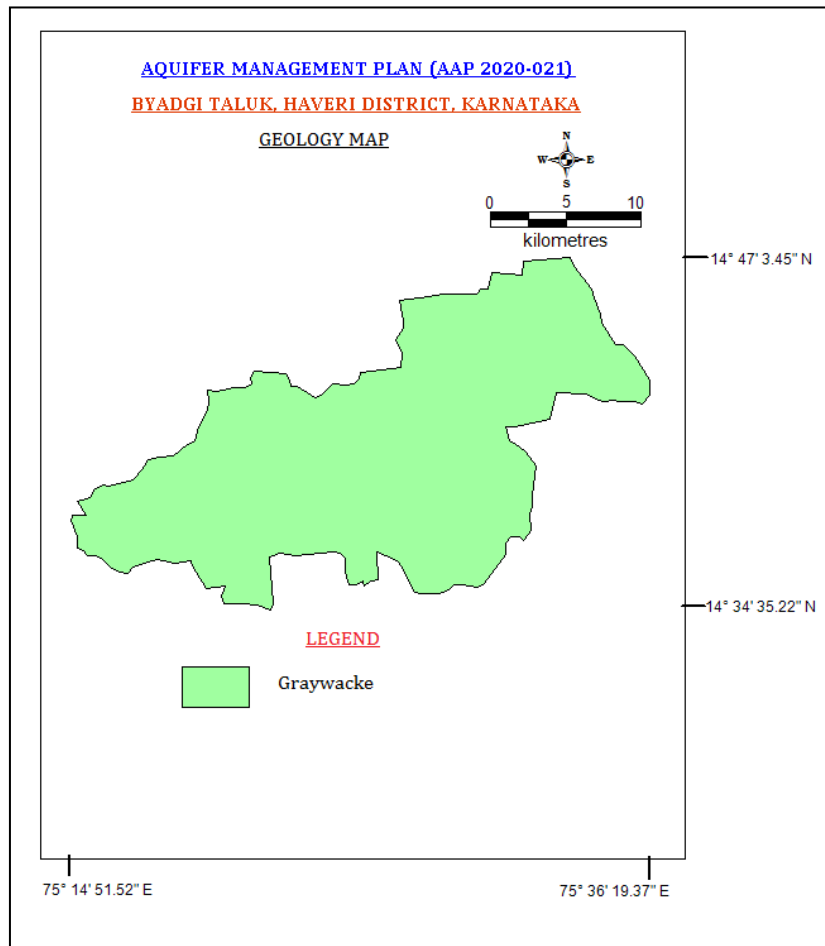 AQUIFER MANAGEMENT PLAN (AAP 2020-021)
BYADGI TALUK, HAVERI DISTRICT, KARNATAKA
GEOLOGY MAP
N
W E
S
0 5 10
kilometres
14° 47' 3.45" N
14° 34' 35.22" N
LEGEND
Graywacke
75° 14' 51.52" E 75° 36' 19.37" E